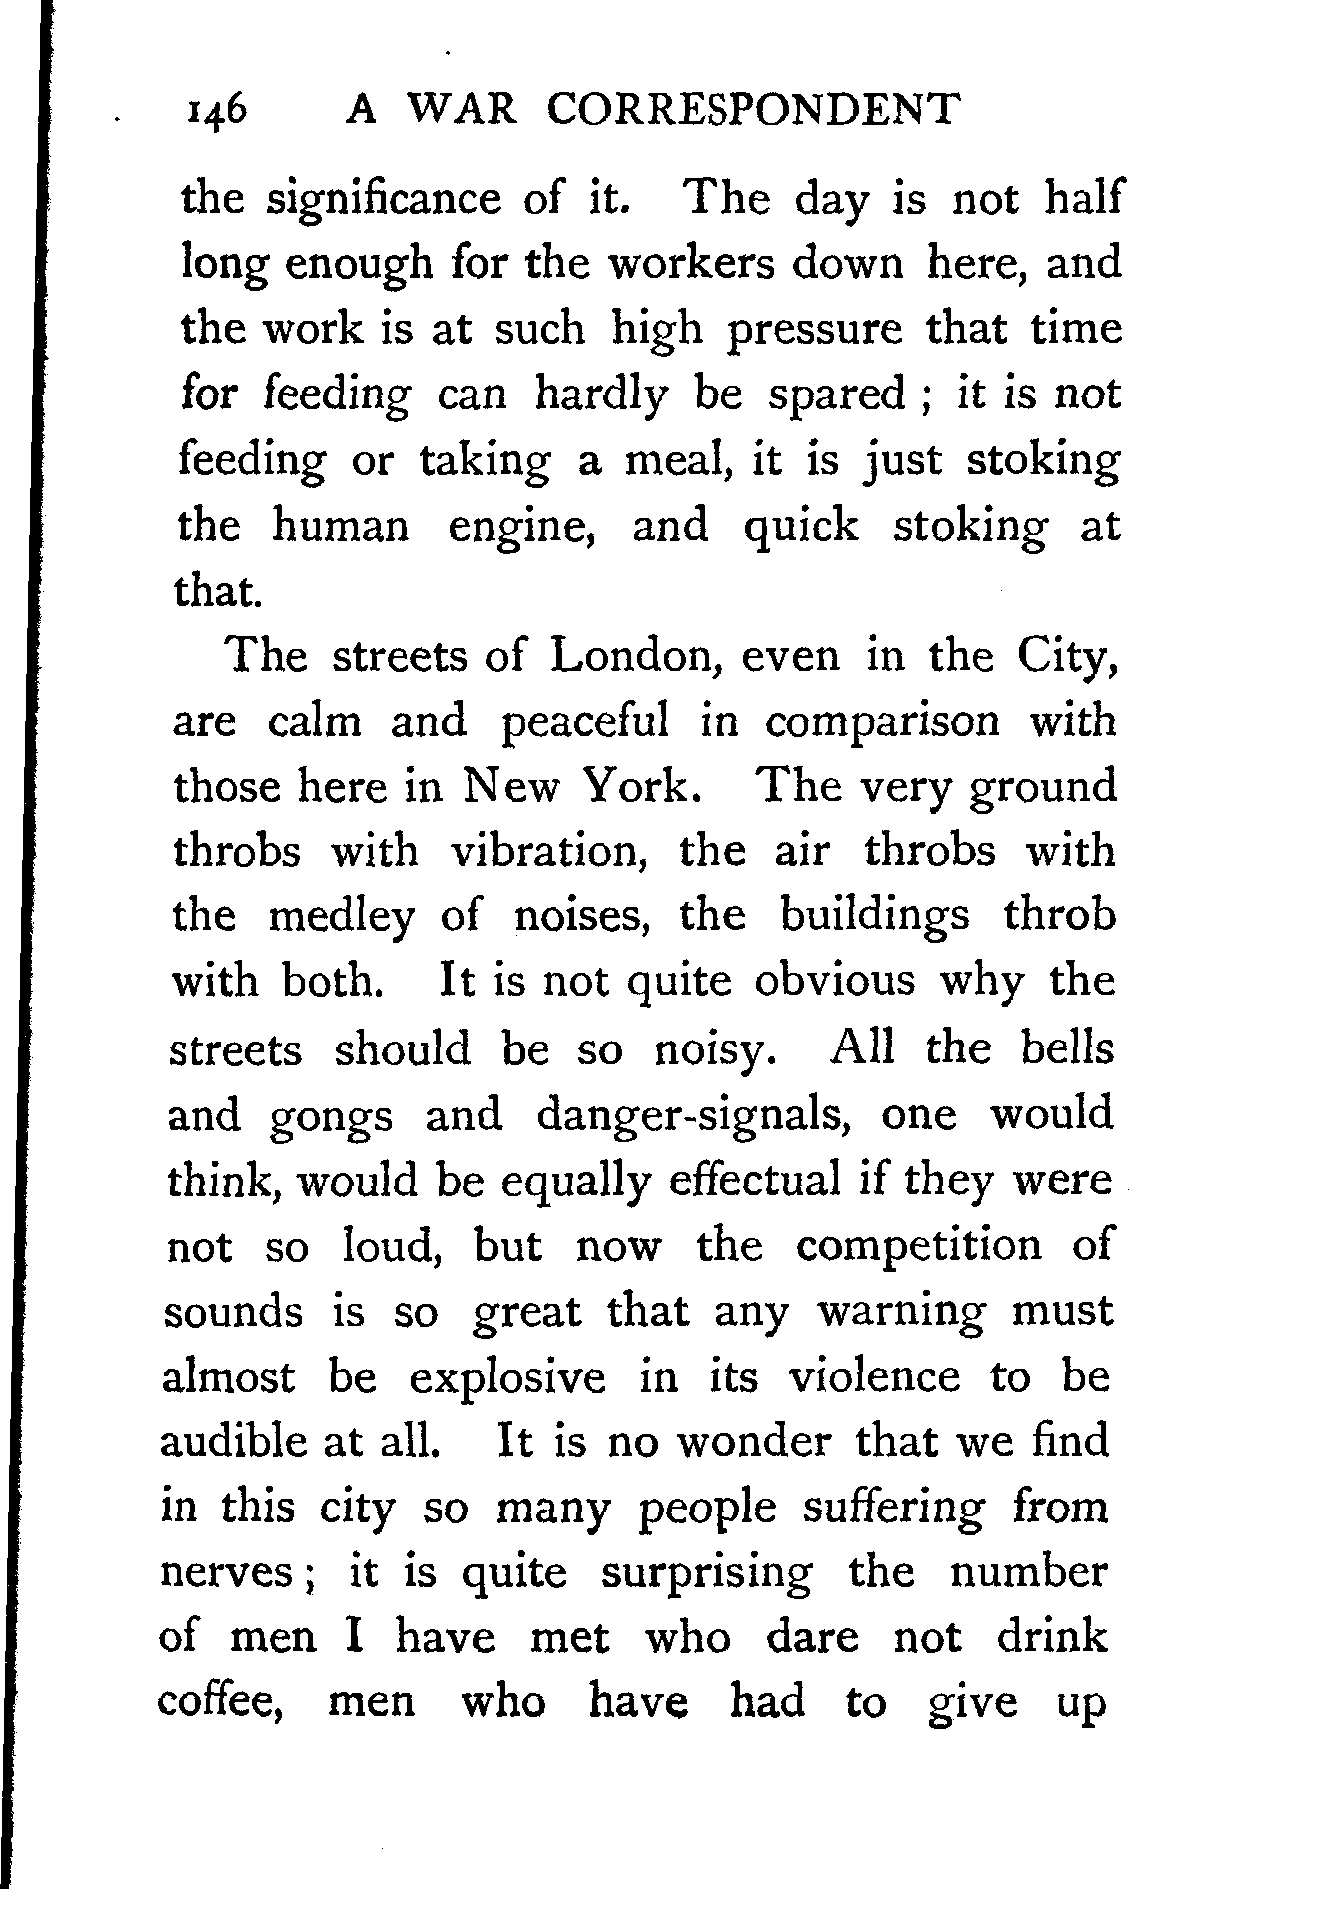 146 A WAR CORRESPONDENT
the significance of it. The day is not half
long enough for the workers down here, and
the work is at such high pressure that time
for feeding can hardly be spared ; it is not
feeding or taking a meal, it is just stoking
the human engine, and quick stoking at
that.
The streets of London, even in the City,
are calm and peaceful in comparison with
those here in New York. The very ground
throbs with vibration, the air throbs with
the medley of noises, the buildings throb
with both. It is not quite obvious why the
streets should be so noisy. All the bells
and gongs and danger-signals, one would
think, would be equally effectual if they were
not so loud, but now the competition of
sounds is so great that any warning must
almost be explosive in its violence to be
audible at all. It is no wonder that we find
in this city so many people suffering from
nerves ; it is quite surprising the number
of men I have met who dare not drink
coffee, men who have had to give up